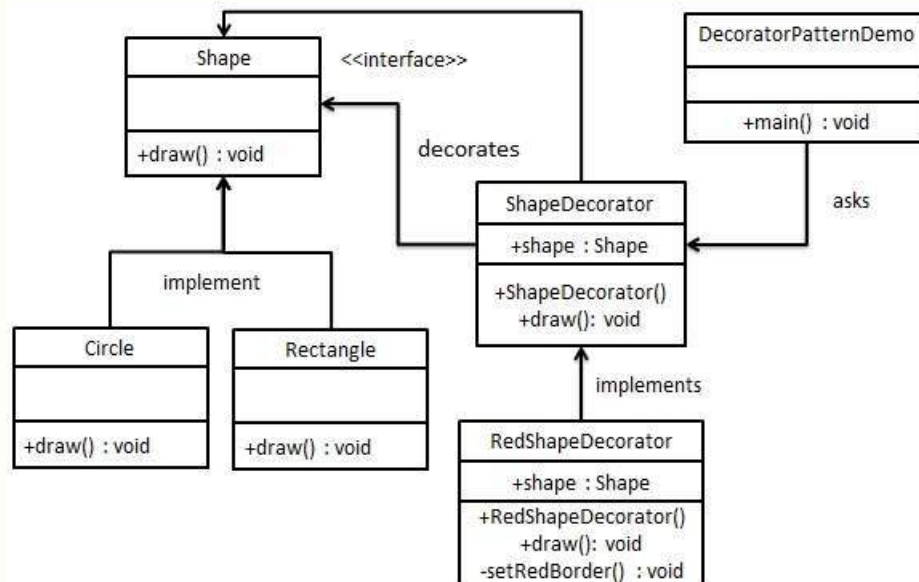 Shape
<<interface>>
+draw() : void
DecoratorPatternDemo
+main() : void
decorates
asks
ShapeDecorator
+shape : Shape
+ShapeDecorator()
+draw(): void
implement
implements
Circle
+draw() : void
Rectangle
+draw() : void
RedShapeDecorator
+shape : Shape
+RedShapeDecorator()
+draw(): void
-setRedBorder() : void